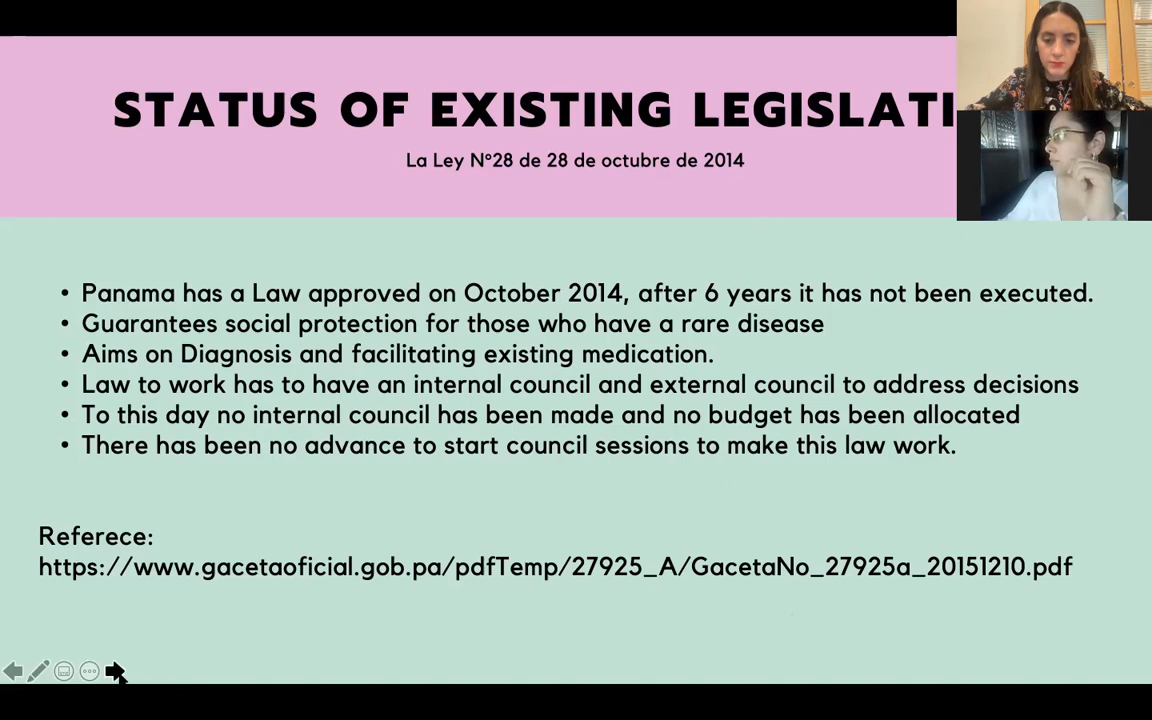 STATUS OF EXISTING LEGISLATI
La Ley N°28 de 28 de octubre de 2014
• Panama has a Law approved on October 2014, after 6 years it has not been executed.
• Guarantees social protection for those who have a rare disease
• Aims on Diagnosis and facilitating existing medication.
• Law to work has to have an internal council and external council to address decisions
• To this day no internal council has been made and no budget has been allocated
• There has been no advance to start council sessions to make this law work.
Referece:
https://www.gacetaoficial.gob.pa/pdfTemp/27925_A/GacetaNo_27925a_20151210.pdf